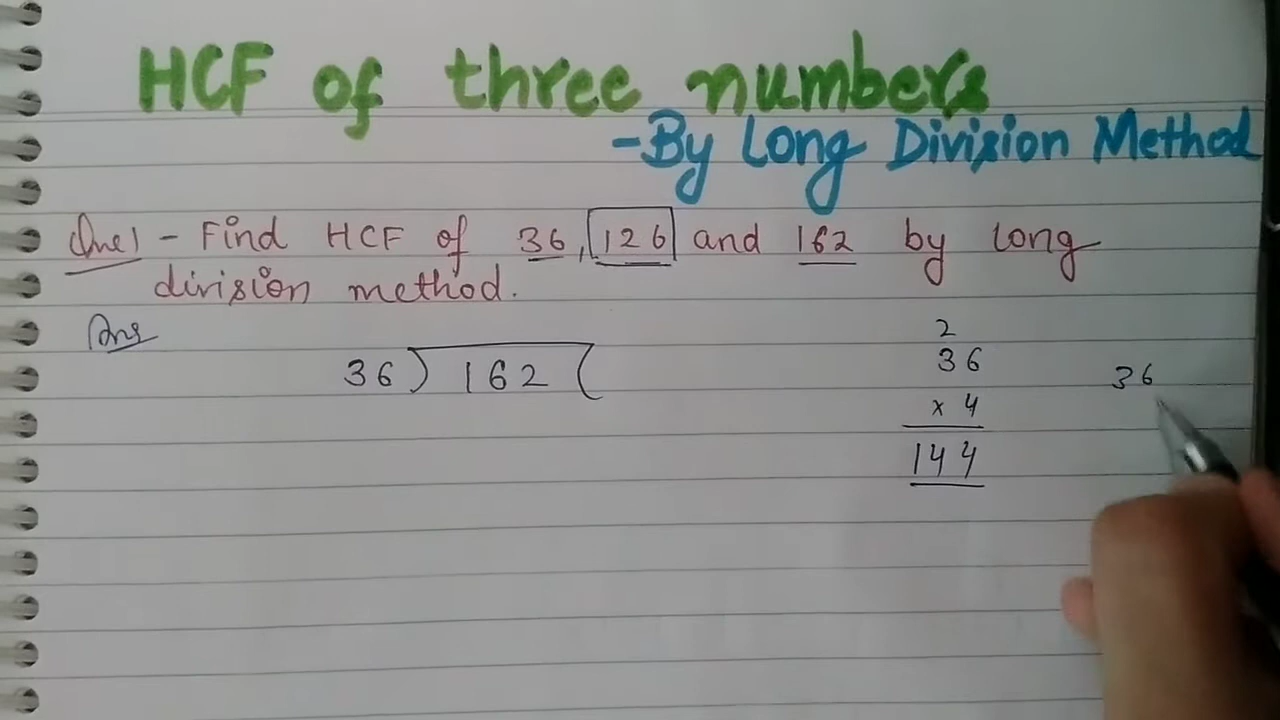 HCF of three numbers
-By Long Division Method
Que) - Find HCF of 36, 126 and 162 by long
division method.
Ans
36) 162 (
2
36
x 4
144
36